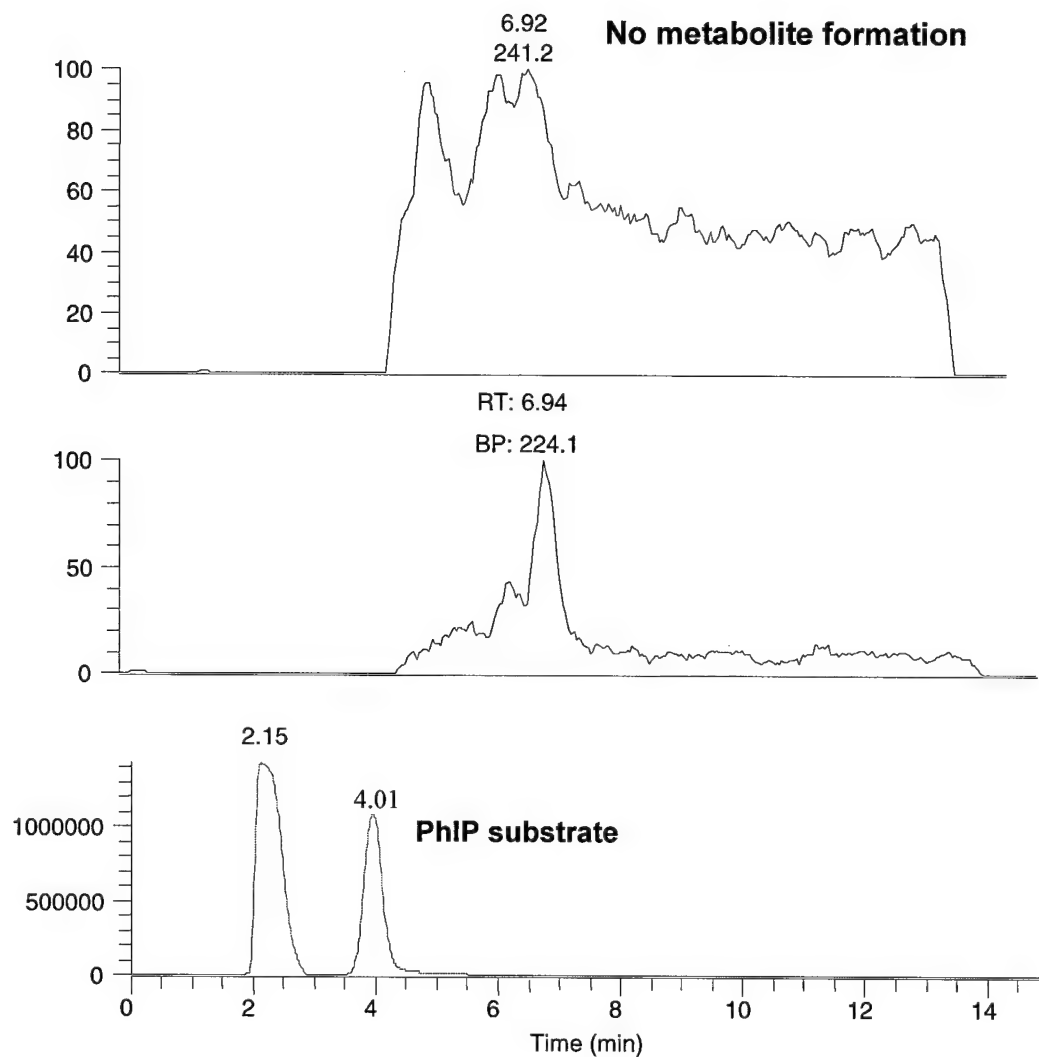 6.92
No metabolite formation
241.2
100
80
60
40
20
0
RT: 6.94
BP: 224.1
100
50
0
2.15
4.01
PhIP substrate
1000000
500000
0
0 2 4 6 8 10 12 14
Time (min)